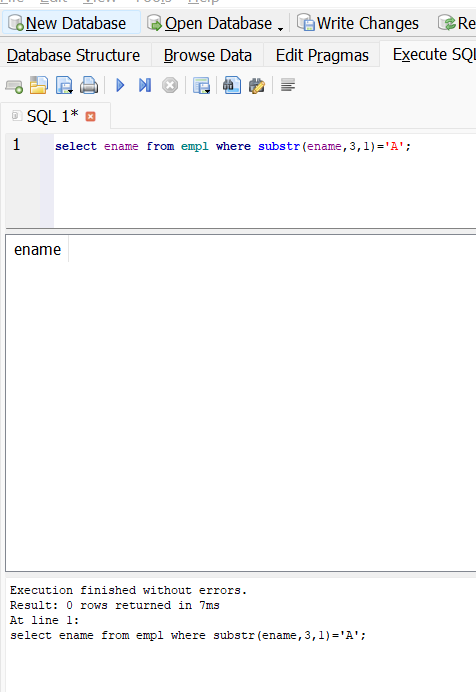 New Database Open Database Write Changes Re
Database Structure Browse Data Edit Pragmas Execute SQL
SQL 1*
1 select ename from empl where substr(ename,3,1)='A';
ename
Execution finished without errors.
Result: 0 rows returned in 7ms
At line 1:
select ename from empl where substr(ename,3,1)='A';